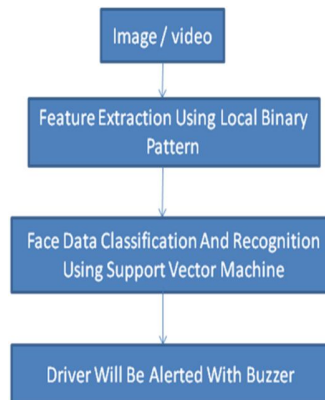 Image / video
Feature Extraction Using Local Binary
Pattern
Face Data Classification And Recognition
Using Support Vector Machine
Driver Will Be Alerted With Buzzer